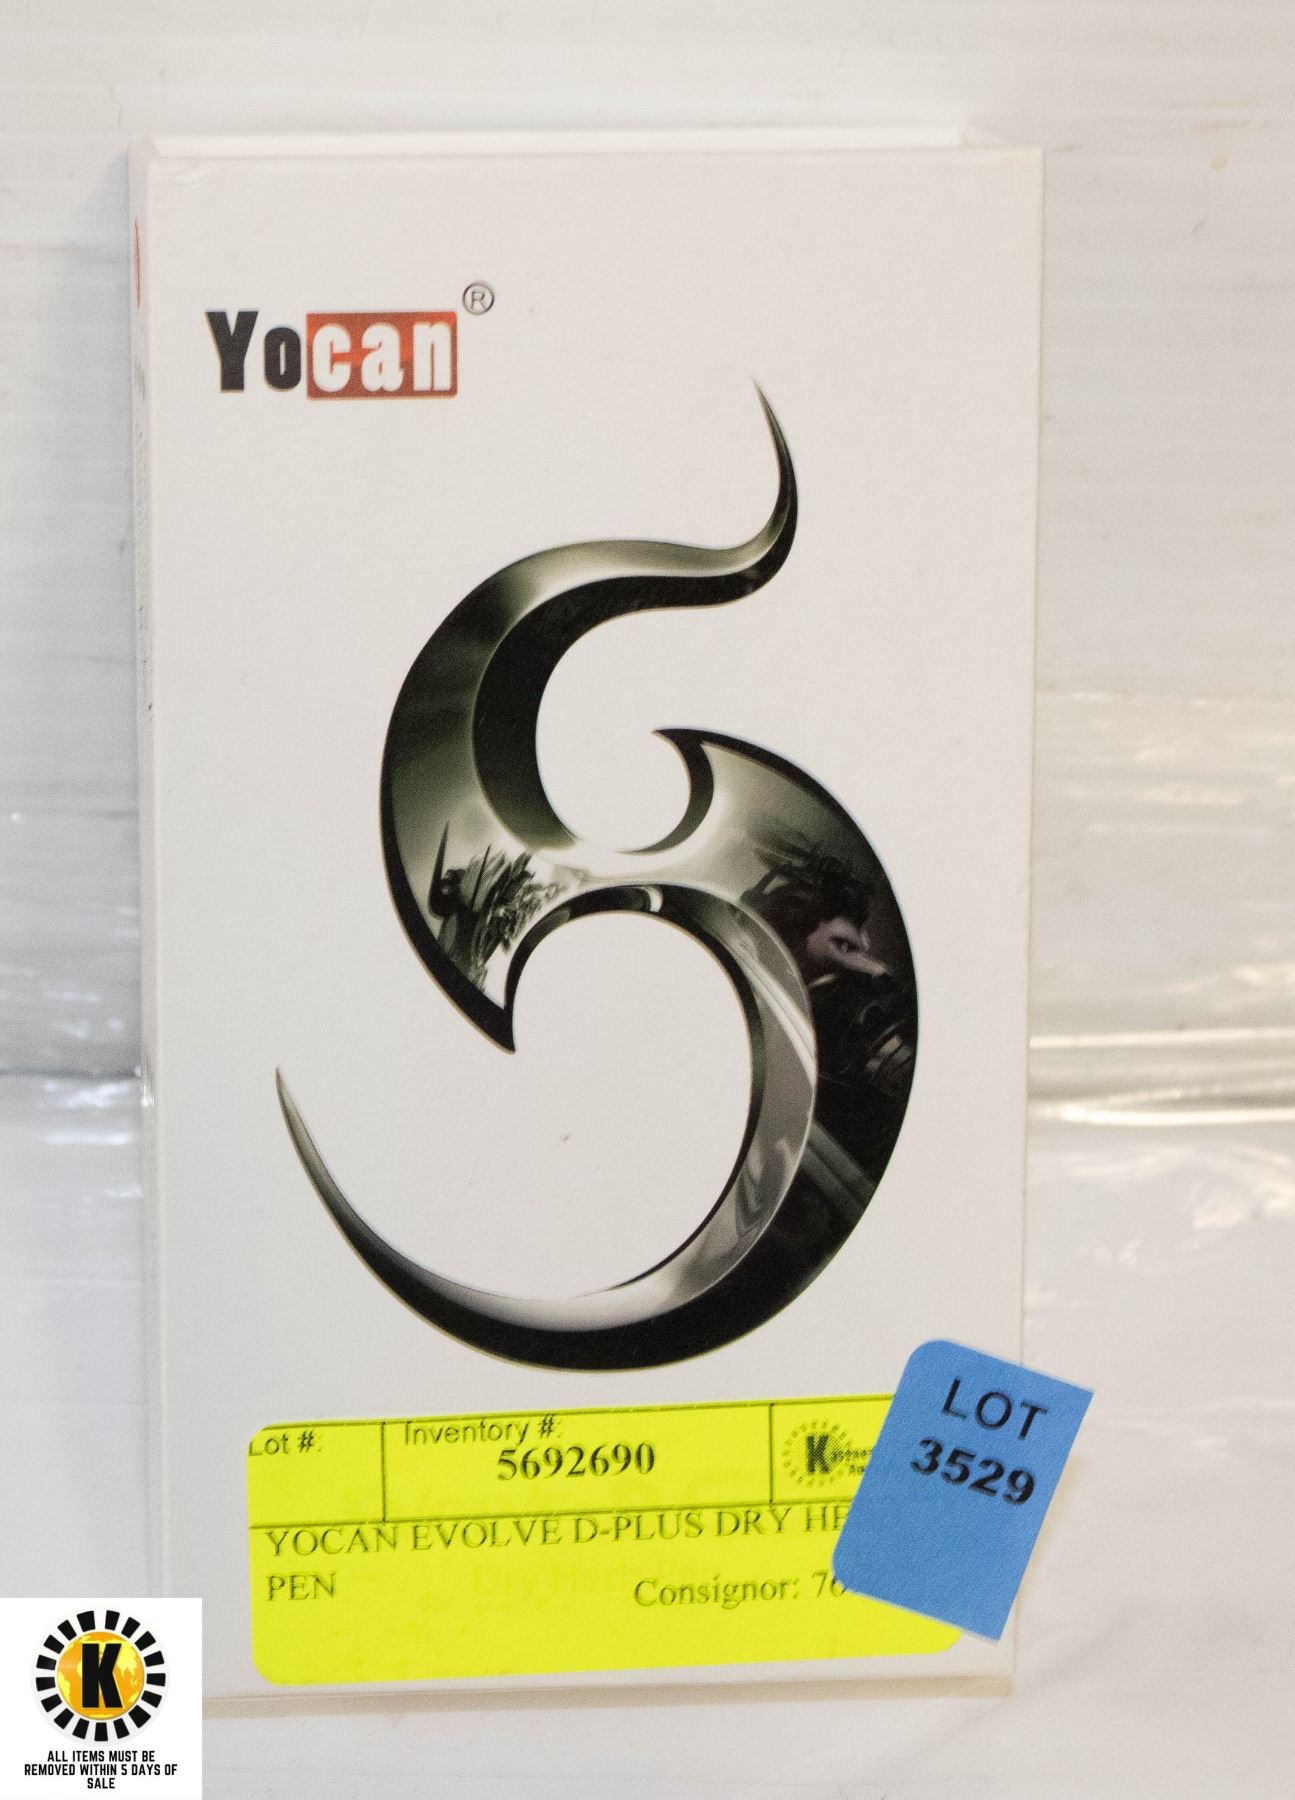 Yocan ®
Lot #:
Inventory #:
5692690
YOCAN EVOLVE D-PLUS DRY
PEN
Consignor:
LOT
3529
K
ALL ITEMS MUST BE
REMOVED WITHIN 5 DAYS OF
SALE